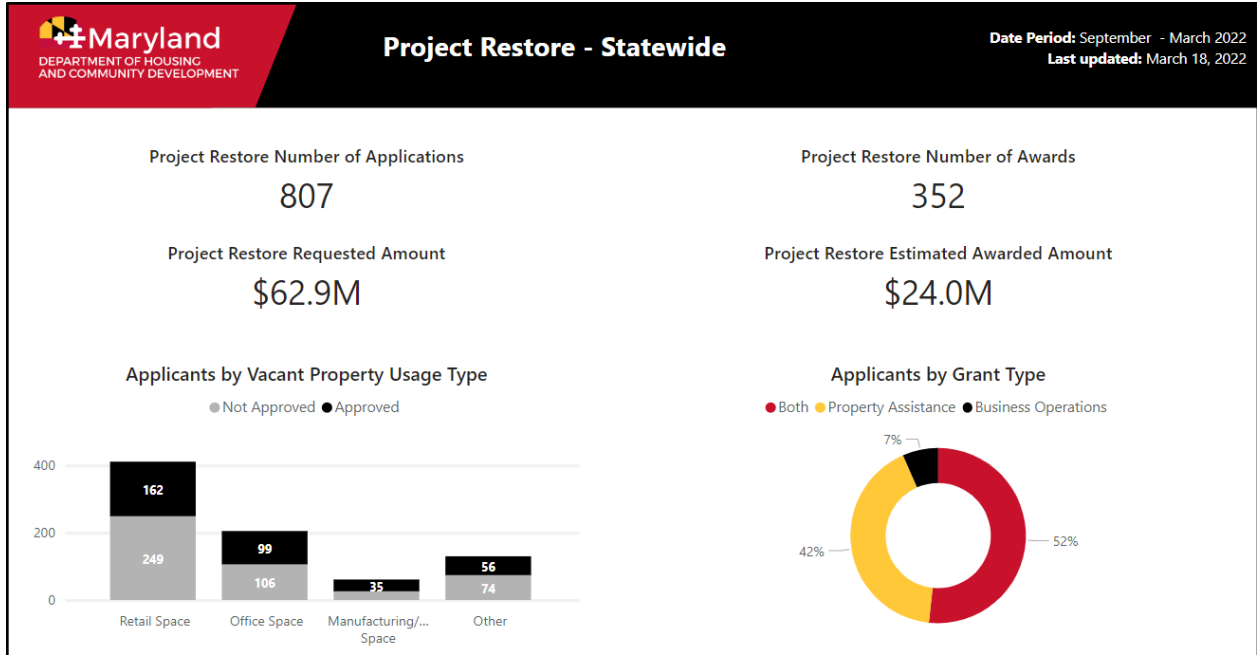 Maryland
DEPARTMENT OF HOUSING
AND COMMUNITY DEVELOPMENT
Project Restore - Statewide
Date Period: September - March 2022
Last updated: March 18, 2022
Project Restore Number of Applications
807
Project Restore Number of Awards
352
Project Restore Requested Amount
$62.9M
Project Restore Estimated Awarded Amount
$24.0M
Applicants by Vacant Property Usage Type
Not Approved Approved
400
200
0
162
249
99
106
35
56
74
Retail Space
Office Space
Manufacturing/...
Space
Other
Applicants by Grant Type
Both Property Assistance Business Operations
7%
42%
52%